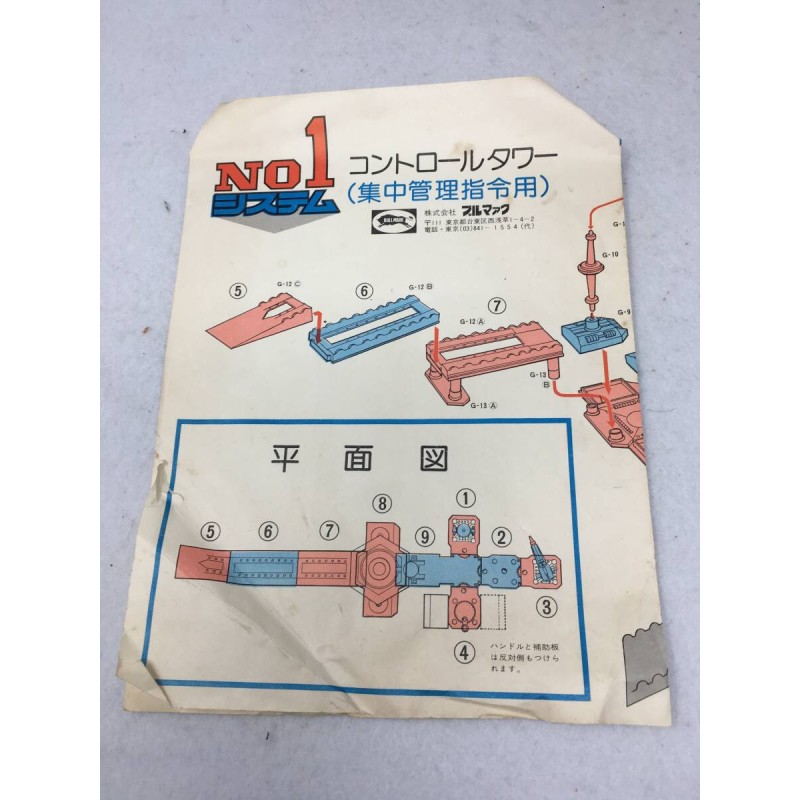 NO1
システム
コントロールタワー
(集中管理指令用)
BULLMARK
株式会社 ブルマァク
〒111 東京都台東区西浅草1-4-2
電話・東京(03)841-1554(代)
⑤
G-12 Ⓒ
⑥
G-12 Ⓑ
⑦
G-12 Ⓐ
G-13 Ⓐ
G-13
Ⓑ
G-10
G-9
平面図
⑤
⑥
⑦
⑧
⑨
①
②
③
④
ハンドルと補助板
は反対側もつけら
れます。